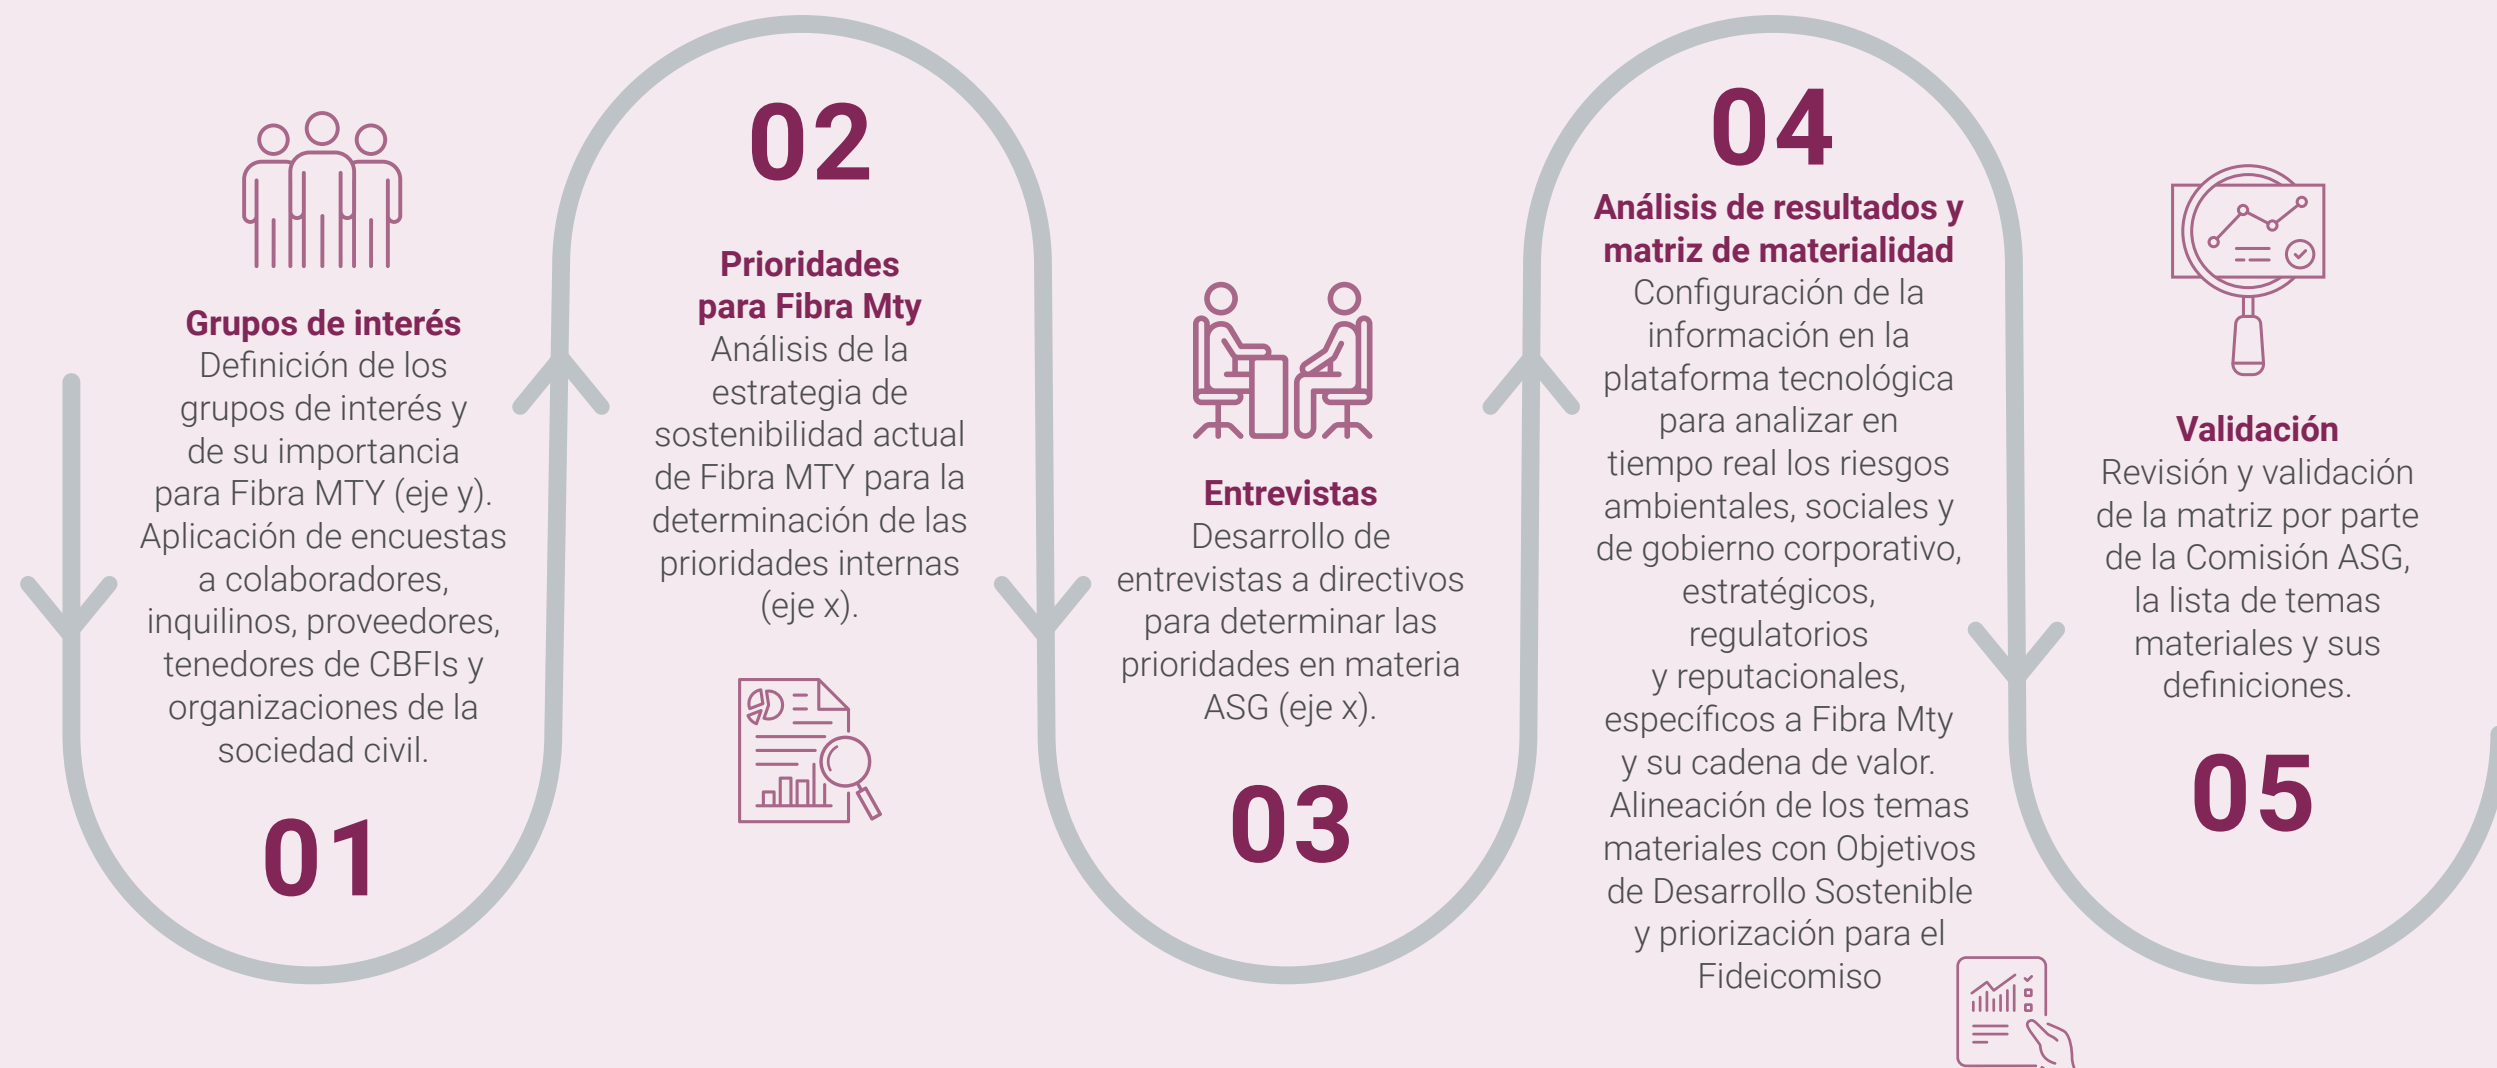 Grupos de interés
Definición de los
grupos de interés y
de su importancia
para Fibra MTY (eje y).
Aplicación de encuestas
a colaboradores,
inquilinos, proveedores,
tenedores de CBFIs y
organizaciones de la
sociedad civil.
01
02
Prioridades
para Fibra Mty
Análisis de la
estrategia de
sostenibilidad actual
de Fibra MTY para la
determinación de las
prioridades internas
(eje x).
Entrevistas
Desarrollo de
entrevistas a directivos
para determinar las
prioridades en materia
ASG (eje x).
03
04
Análisis de resultados y
matriz de materialidad
Configuración de la
información en la
plataforma tecnológica
para analizar en
tiempo real los riesgos
ambientales, sociales y
de gobierno corporativo,
estratégicos,
regulatorios
y reputacionales,
específicos a Fibra Mty
y su cadena de valor.
Alineación de los temas
materiales con Objetivos
de Desarrollo Sostenible
y priorización para el
Fideicomiso
Validación
Revisión y validación
de la matriz por parte
de la Comisión ASG,
la lista de temas
materiales y sus
definiciones.
05